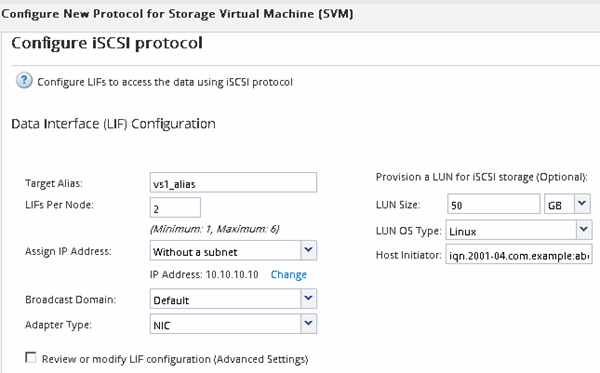 Configure New Protocol for Storage Virtual Machine (SVM)
Configure iSCSI protocol
? Configure LIFs to access the data using iSCSI protocol
Data Interface (LIF) Configuration
Target Alias: vs1_alias
LIFs Per Node: 2
(Minimum: 1, Maximum: 6)
Assign IP Address: Without a subnet
IP Address: 10.10.10.10 Change
Broadcast Domain: Default
Adapter Type: NIC
Review or modify LIF configuration (Advanced Settings)
Provision a LUN for iSCSI storage (Optional):
LUN Size: 50 GB
LUN OS Type: Linux
Host Initiator: iqn.2001-04.com.example:ab